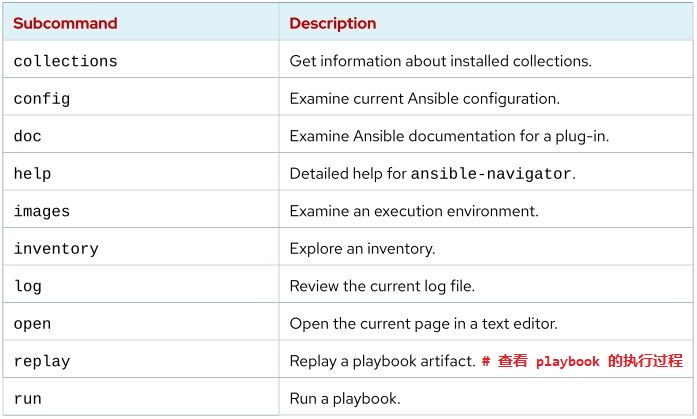 Subcommand Description
collections Get information about installed collections.
config Examine current Ansible configuration.
doc Examine Ansible documentation for a plug-in.
help Detailed help for ansible-navigator.
images Examine an execution environment.
inventory Explore an inventory.
log Review the current log file.
open Open the current page in a text editor.
replay Replay a playbook artifact. # 查看 playbook 的执行过程
run Run a playbook.